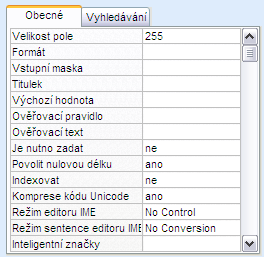 Obecné Vyhledávání
Velikost pole 255
Formát
Vstupní maska
Titulek
Výchozí hodnota
Ověřovací pravidlo
Ověřovací text
Je nutno zadat ne
Povolit nulovou délku ano
Indexovat ne
Komprese kódu Unicode ano
Režim editoru IME No Control
Režim sentence editoru IME No Conversion
Inteligentní značky